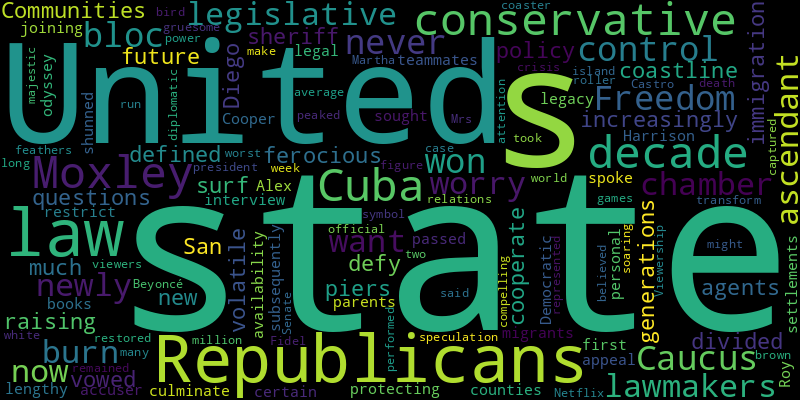 Communities
joining
bird
gruesome
power
legislative
coaster
conservative
bloc
sheriff
never
policy
control
immigration
future
legal
make
Martha
teammates
crisis
island
coastline
majestic
odyssey
Diego
United
s
roller
Castro
death
shunned
diplomatic
run
average
peaked
sought
Mrs
attention
legacy
Freedom
increasingly
ascendant
captured
Cooper
took
Harrison
feathers
long
defined
president
worst
ferocious
week
case
figure
won
world
spoke
decade
Moxley
questions
restrict
surf
Alex
interview
Cuba
symbol
worry
relations
games
chamber
transform
law
state
San
official
want
passed
two
defy
cooperate
Democratic
represented
believed
personal
soaring
generations
Viewership
might
much
viewers
newly
books
Beyoncé
new
volatile
availability
subsequently
Senate
piers
parents
said
compelling
agents
settlements
raising
white
restored
million
many
Fidel
Republicans
performed
speculation
migrants
first
appeal
divided
now
burn
remained
vowed
lengthy
accuser
culminate
certain
protecting
counties
Netflix
Caucus
lawmakers
brown
Roy